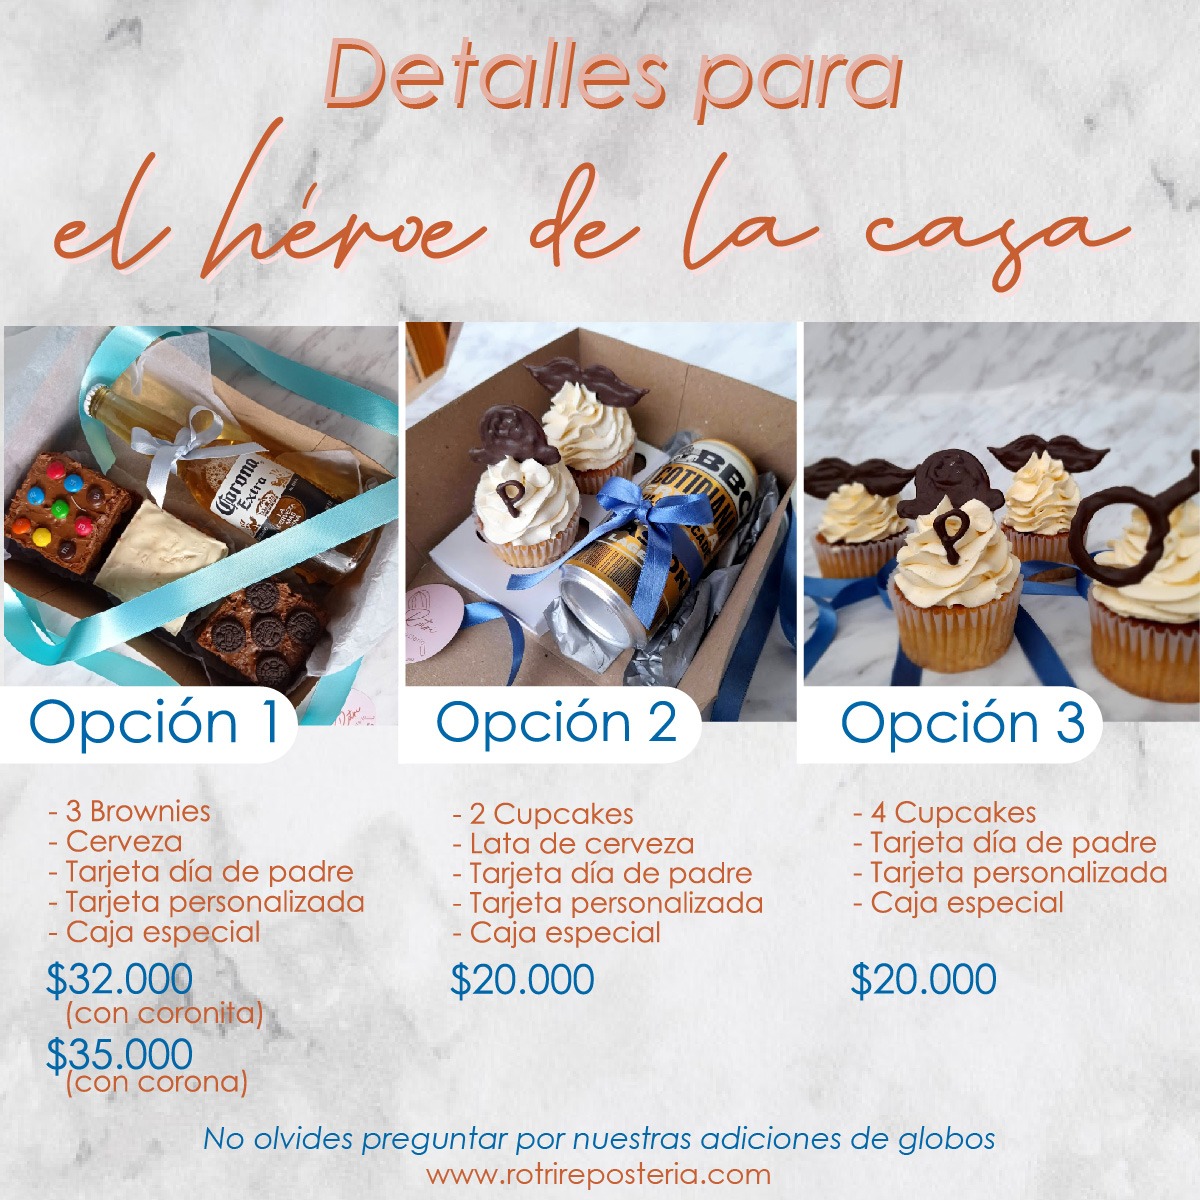 Detalles para
el héroe de la casa
Corona
Extra
BBC
P
P
Opción 1
- 3 Brownies
- Cerveza
- Tarjeta día de padre
- Tarjeta personalizada
- Caja especial
$32.000
(con coronita)
$35.000
(con corona)
Opción 2
- 2 Cupcakes
- Lata de cerveza
- Tarjeta día de padre
- Tarjeta personalizada
- Caja especial
$20.000
Opción 3
- 4 Cupcakes
- Tarjeta día de padre
- Tarjeta personalizada
- Caja especial
$20.000
No olvides preguntar por nuestras adiciones de globos
www.rotrireposteria.com